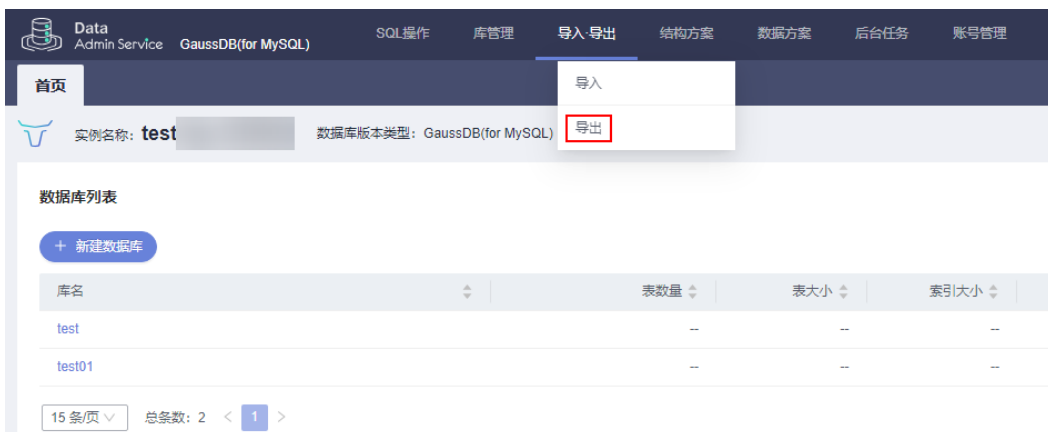 Data
Admin Service GaussDB(for MySQL) SQL操作 库管理 导入·导出 结构方案 数据方案 后台任务 账号管理
首页
导入
实例名称: test 数据库版本类型: GaussDB(for MySQL) 导出
数据库列表
+ 新建数据库
库名 表数量 表大小 索引大小
test -- -- --
test01 -- -- --
15 条/页 总条数: 2 < 1 >